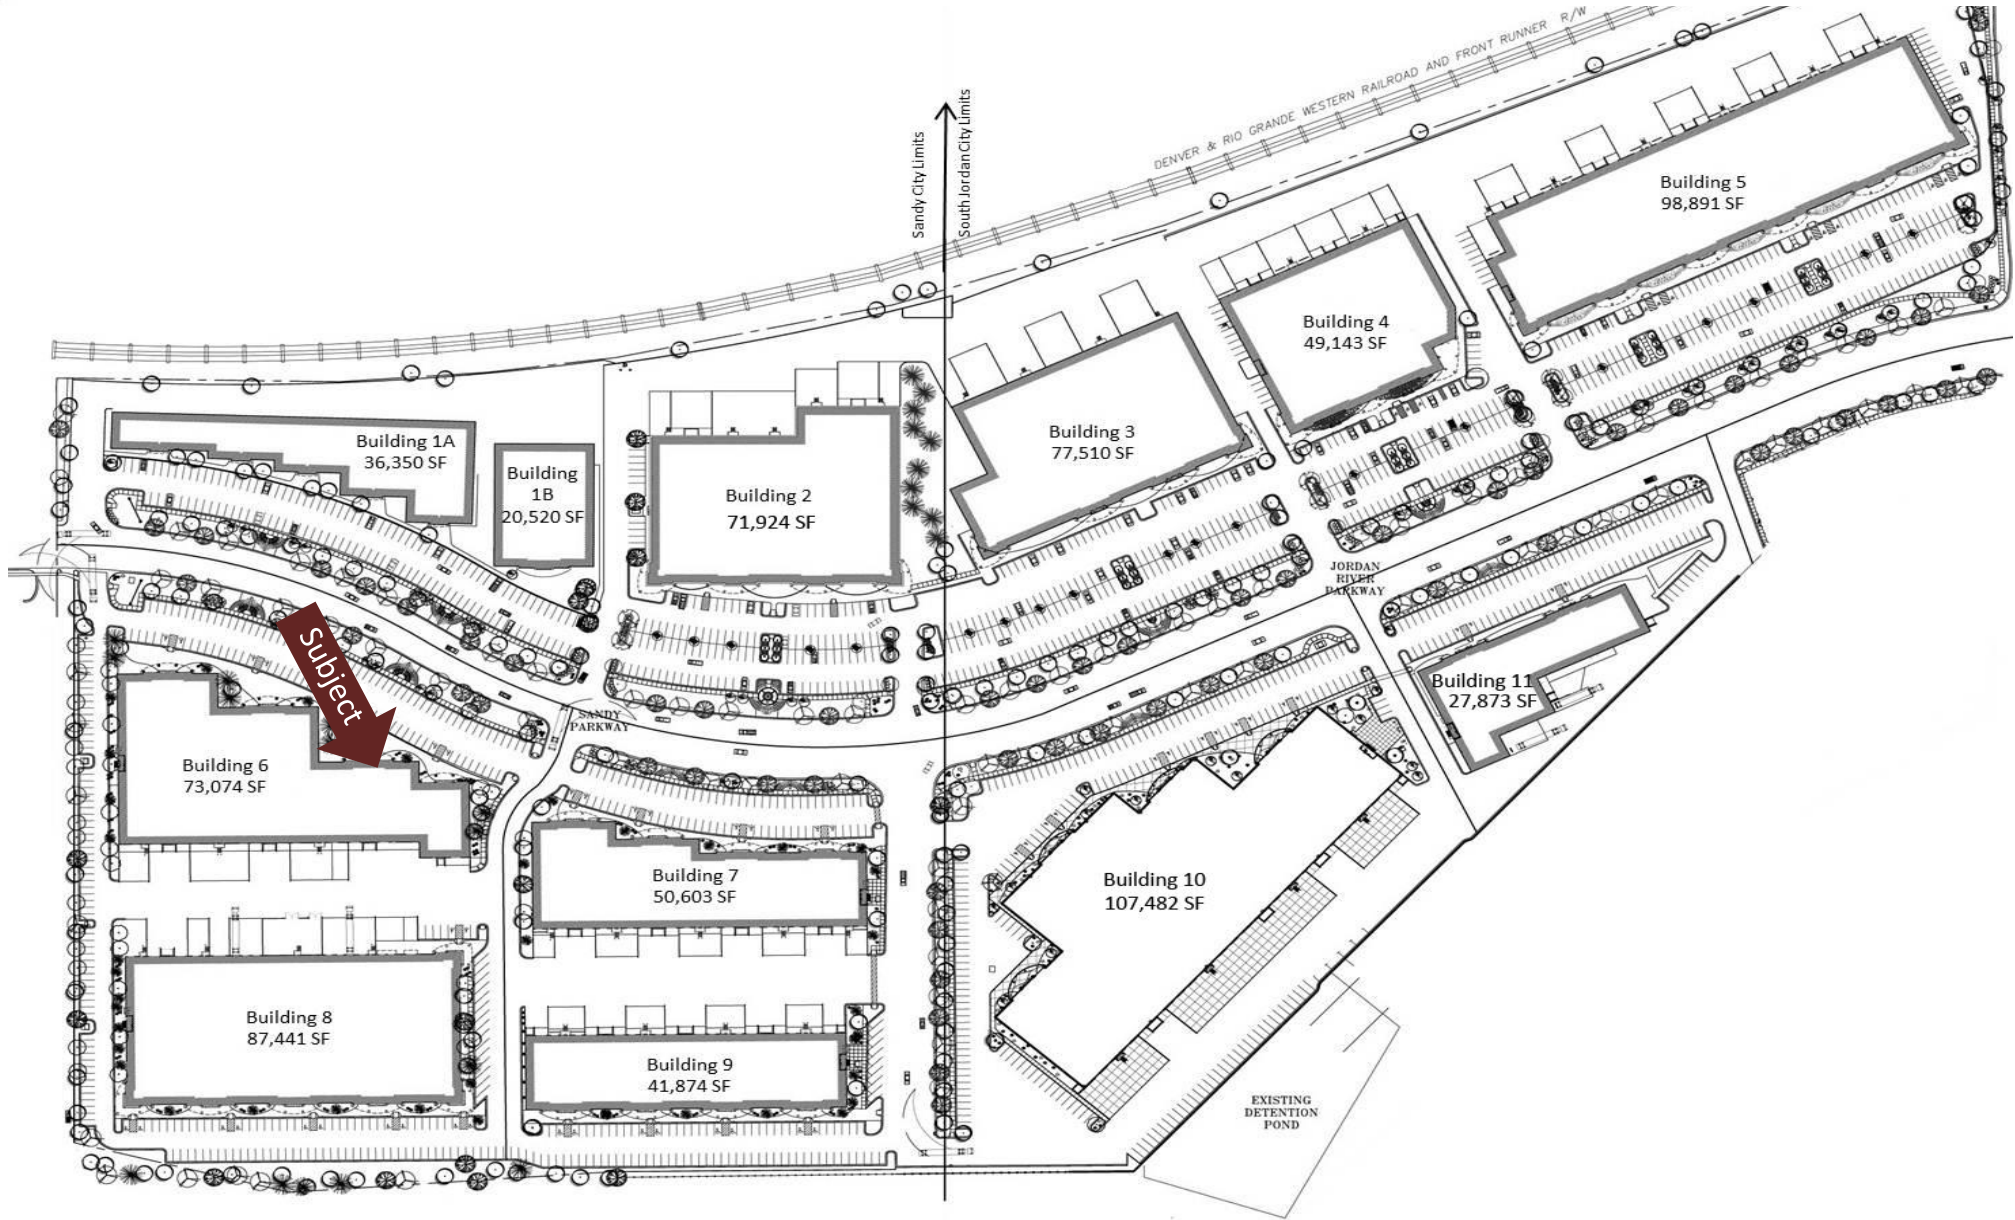 DENVER & RIO GRANDE WESTERN RAILROAD AND FRONT RUNNER R/W
Sandy City Limits
South Jordan City Limits
Building 5
98,891 SF
Building 4
49,143 SF
Building 3
77,510 SF
Building 1A
36,350 SF
Building
1B
20,520 SF
Building 2
71,924 SF
JORDAN
RIVER
PARKWAY
Subject
SANDY
PARKWAY
Building 11
27,873 SF
Building 6
73,074 SF
Building 7
50,603 SF
Building 10
107,482 SF
Building 8
87,441 SF
Building 9
41,874 SF
EXISTING
DETENTION
POND